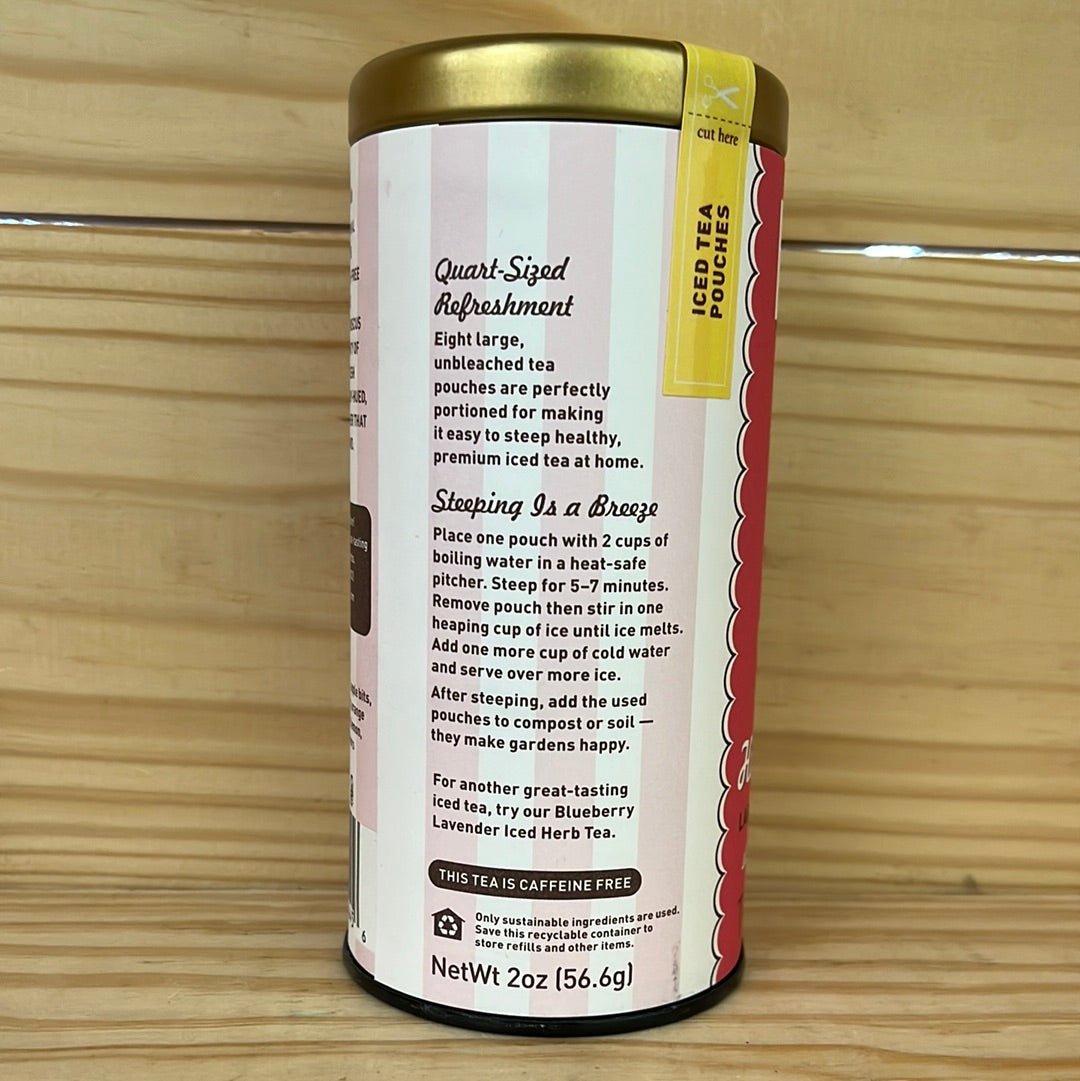 cut here
ICED TEA
POUCHES
Quart-Sized
Refreshment
Eight large,
unbleached tea
pouches are perfectly
portioned for making
it easy to steep healthy,
premium iced tea at home.
Steeping Is a Breeze
Place one pouch with 2 cups of
boiling water in a heat-safe
pitcher. Steep for 5–7 minutes.
Remove pouch then stir in one
heaping cup of ice until ice melts.
Add one more cup of cold water
and serve over more ice.
After steeping, add the used
pouches to compost or soil —
they make gardens happy.
For another great-tasting
iced tea, try our Blueberry
Lavender Iced Herb Tea.
THIS TEA IS CAFFEINE FREE
Only sustainable ingredients are used.
Save this recyclable container to
store refills and other items.
NetWt 2oz (56.6g)
6